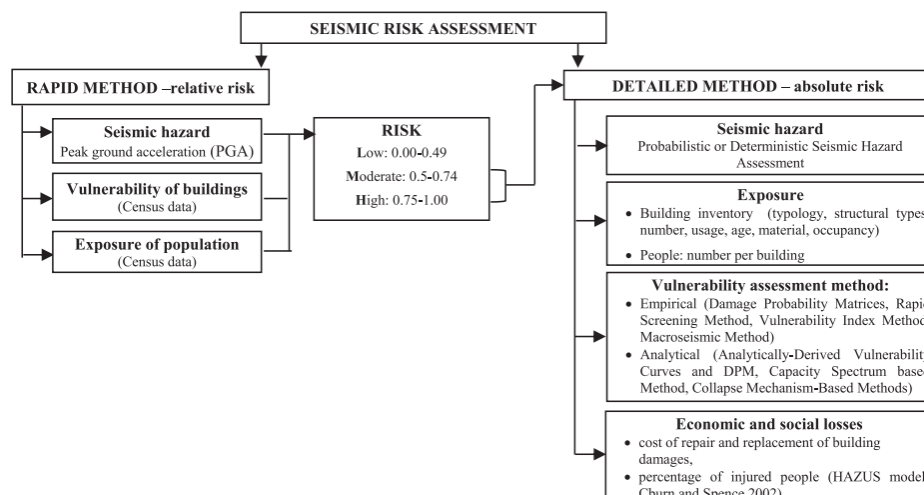 SEISMIC RISK ASSESSMENT
RAPID METHOD –relative risk
Seismic hazard
Peak ground acceleration (PGA)
Vulnerability of buildings
(Census data)
Exposure of population
(Census data)
RISK
Low: 0.00-0.49
Moderate: 0.5-0.74
High: 0.75-1.00
DETAILED METHOD – absolute risk
Seismic hazard
Probabilistic or Deterministic Seismic Hazard
Assessment
Exposure
• Building inventory (typology, structural types
number, usage, age, material, occupancy)
• People: number per building
Vulnerability assessment method:
• Empirical (Damage Probability Matrices,
Screening Method, Vulnerability Index
Macroseismic Method)
• Analytical (Analytically-Derived
Curves and DPM, Capacity Spectrum
Method, Collapse Mechanism-Based Methods)
Economic and social losses
• cost of repair and replacement of building
damages,
• percentage of injured people (HAZUS
Cburn and Spence 2002)